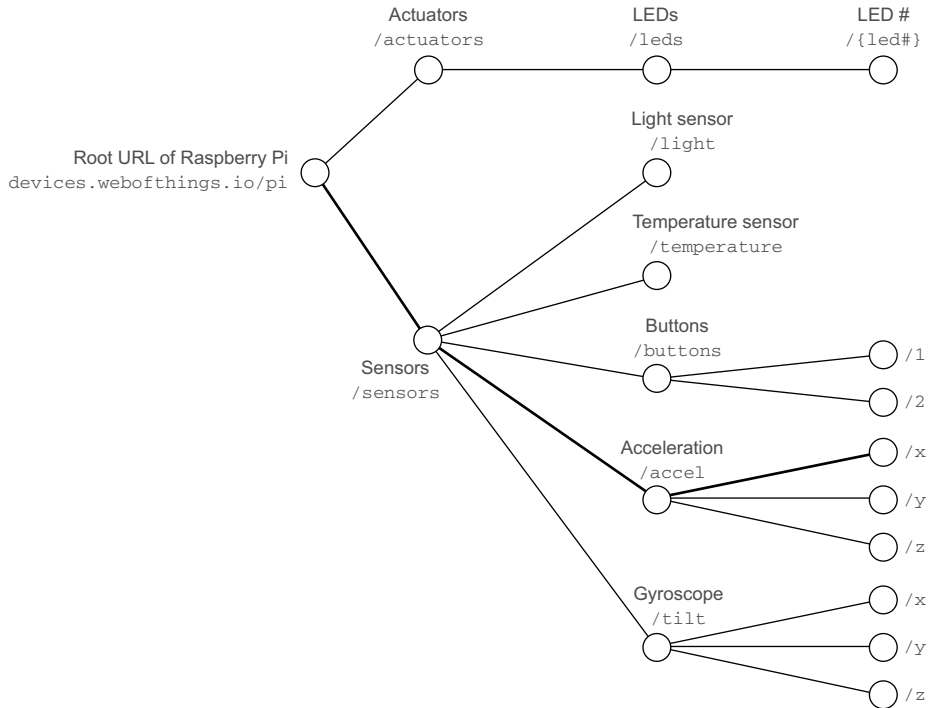 Actuators
/actuators
LEDs
/leds
LED #
/{led#}
Root URL of Raspberry Pi
devices.webofthings.io/pi
Light sensor
/light
Temperature sensor
/temperature
Sensors
/sensors
Buttons
/buttons
/1
/2
Acceleration
/accel
/x
/y
/z
Gyroscope
/tilt
/x
/y
/z